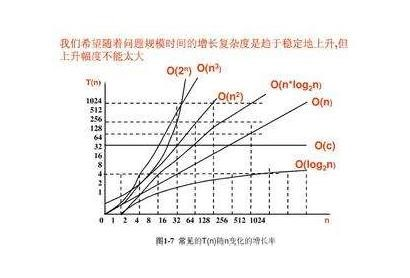 我们希望随着问题规模时间的增长复杂度是趋于稳定地上升,但
上升幅度不能太大
O(2ⁿ) O(n³)
T(n)
O(n²)
O(n*log₂n)
O(n)
1024
512
256
128
64
32
O(c)
16
8
4
O(log₂n)
2
1
0 1 2 4 8 16 32 64 128 256 512 1024
n
图1-7 常见的T(n)随n变化的增长率